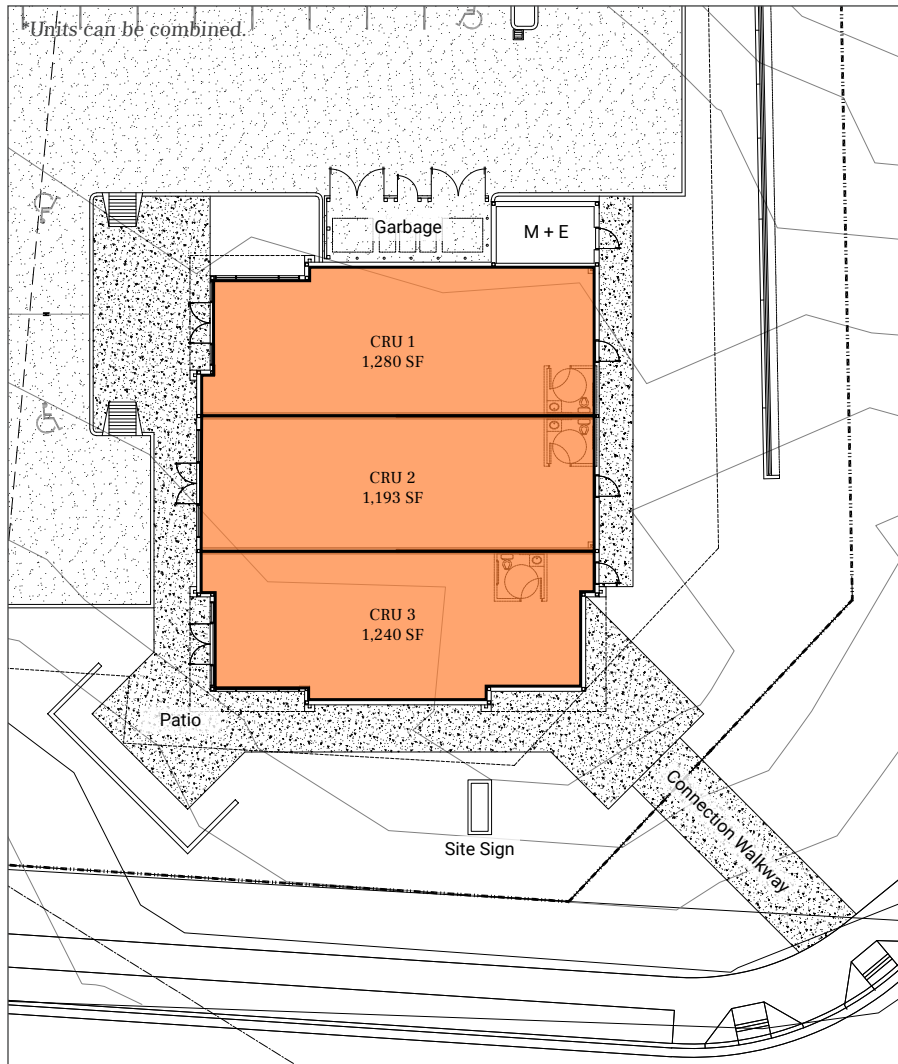 *Units can be combined.
Garbage
M + E
CRU 1
1,280 SF
CRU 2
1,193 SF
CRU 3
1,240 SF
Patio
Connection Walkway
Site Sign